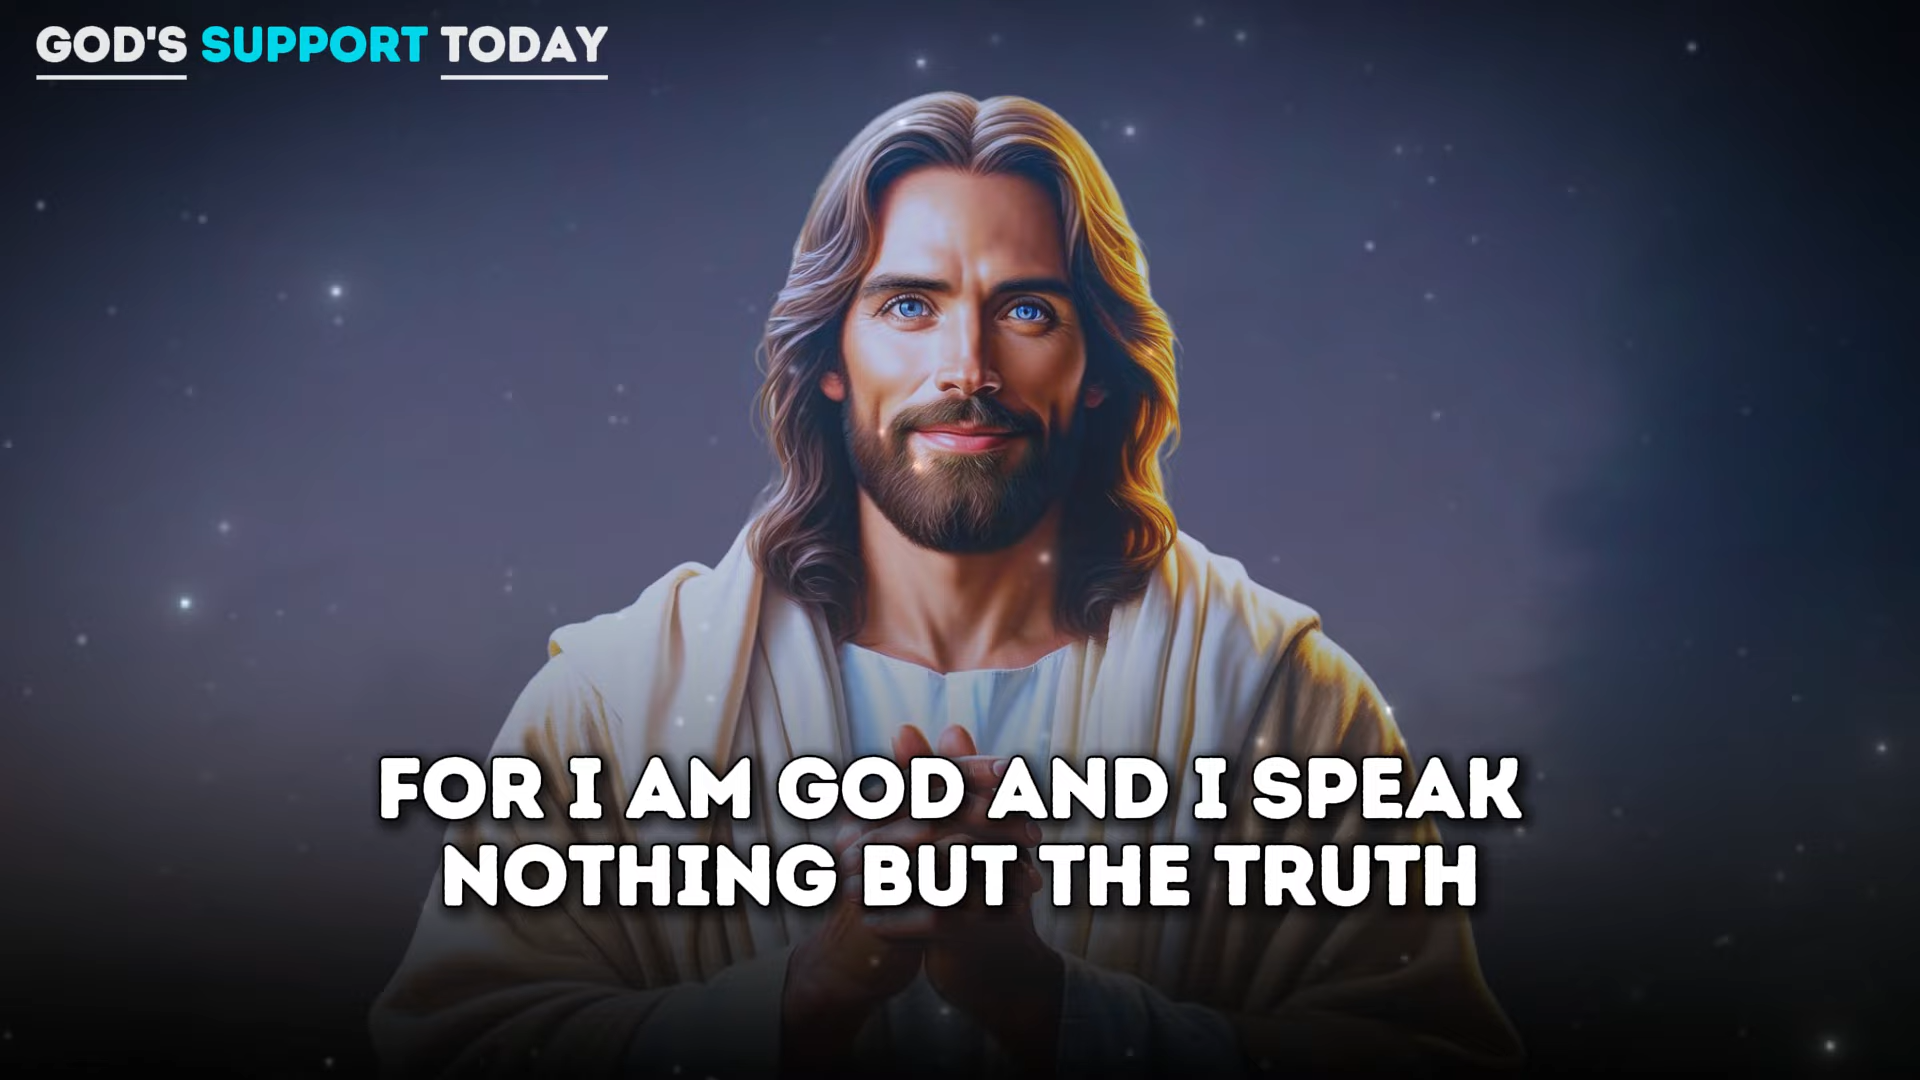 GOD'S SUPPORT TODAY
FOR I AM GOD AND I SPEAK
NOTHING BUT THE TRUTH